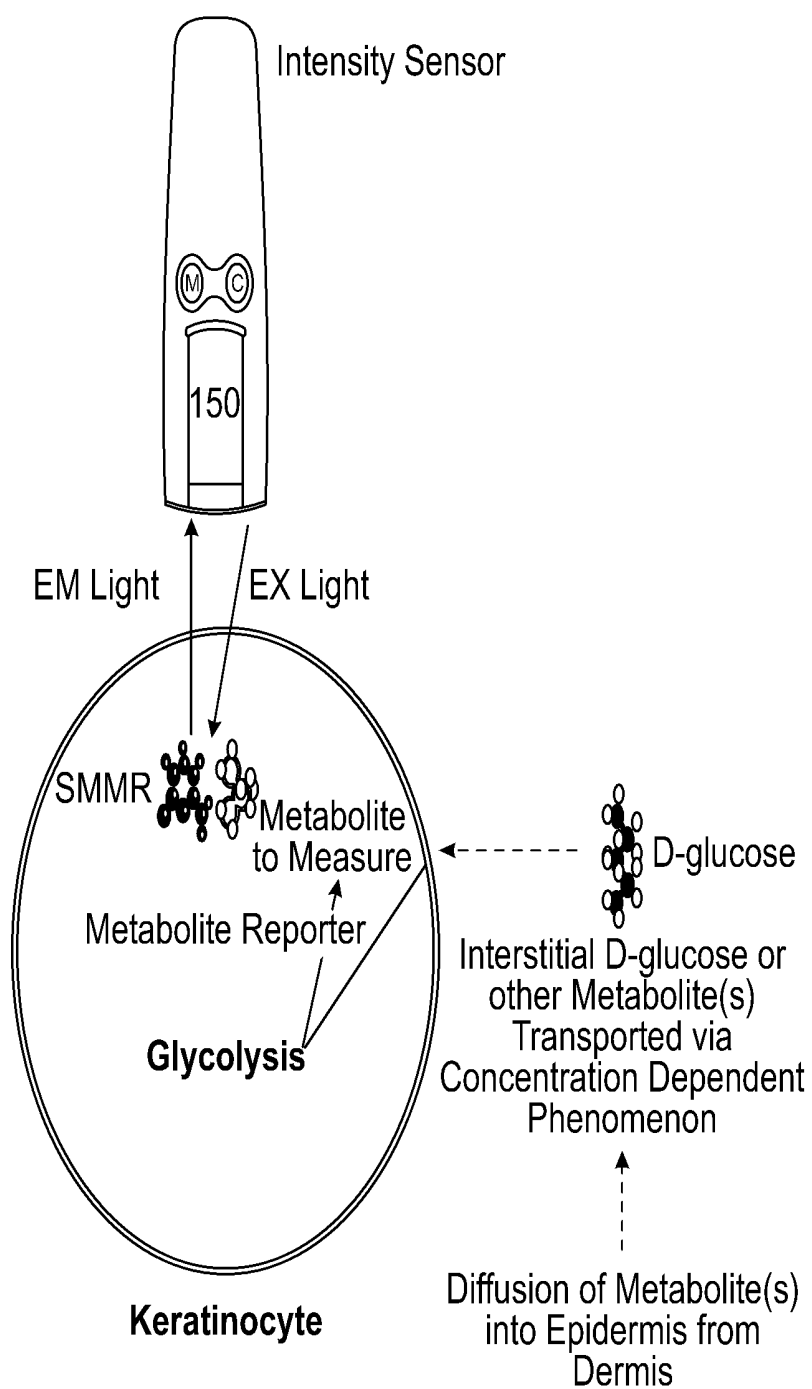 Intensity Sensor
M
C
150
EM Light
EX Light
SMMR
Metabolite
to Measure
D-glucose
Metabolite Reporter
Interstitial D-glucose or
other Metabolite(s)
Transported via
Concentration Dependent
Phenomenon
Glycolysis
Diffusion of Metabolite(s)
into Epidermis from
Dermis
Keratinocyte